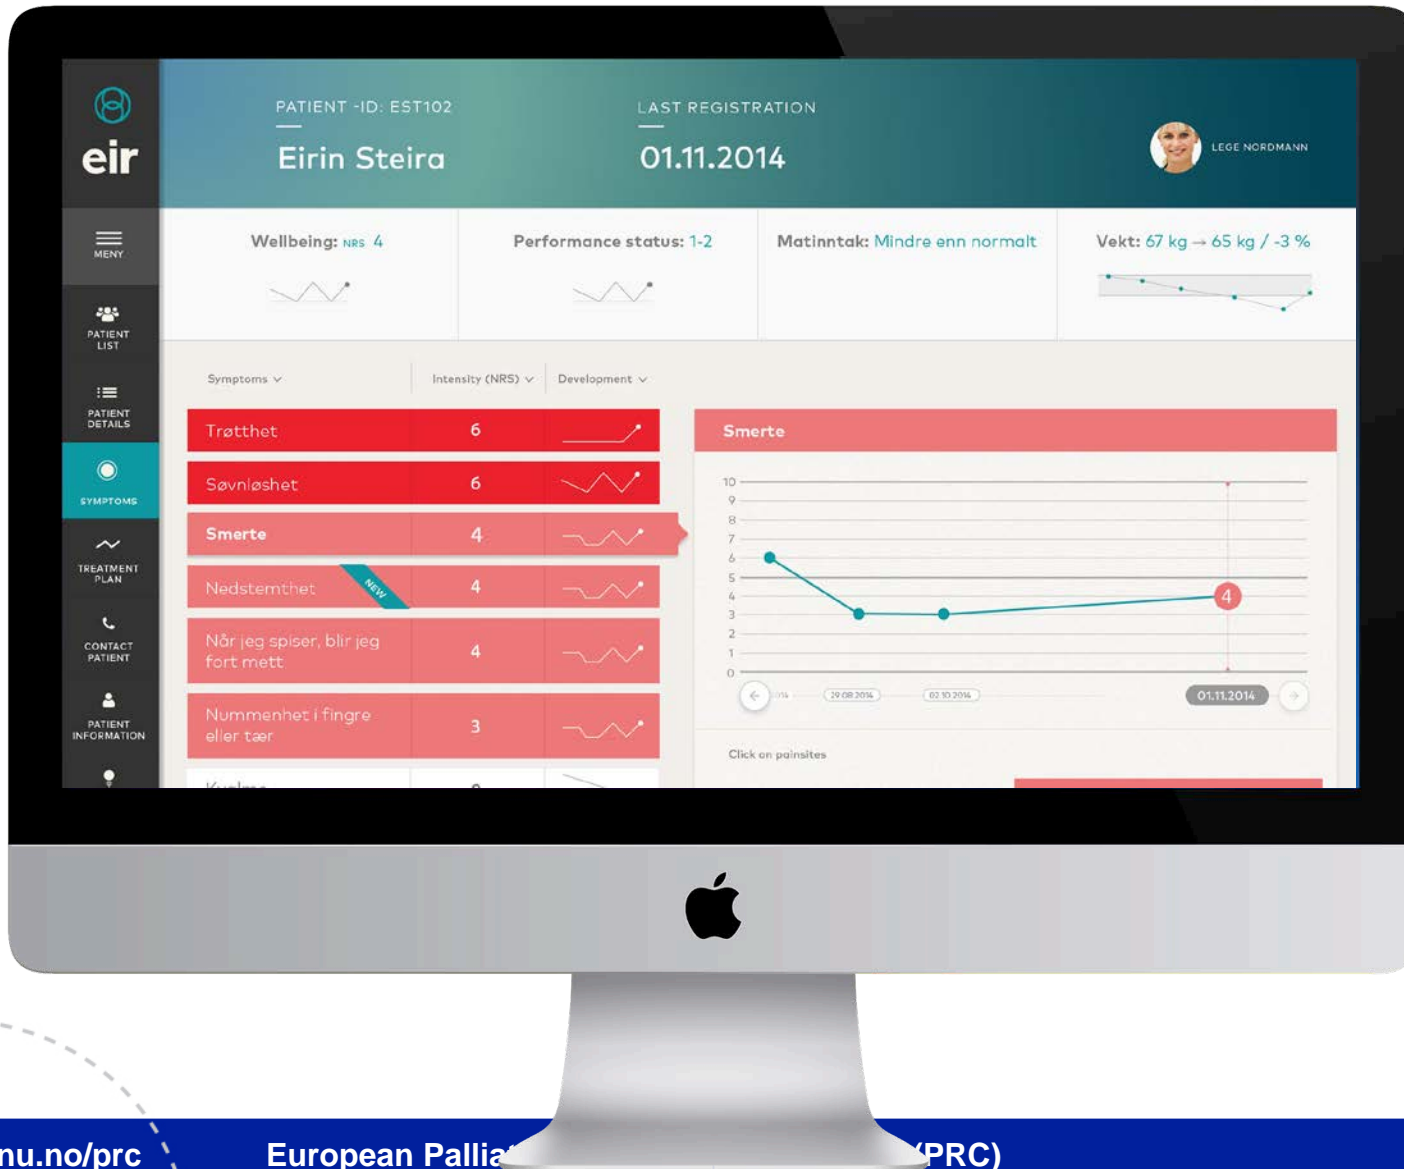 eir
PATIENT -ID: EST102
Eirin Steira
LAST REGISTRATION
01.11.2014
LEGE NORDMANN
MENY
PATIENT
LIST
PATIENT
DETAILS
SYMPTOMS
TREATMENT
PLAN
CONTACT
PATIENT
PATIENT
INFORMATION
Wellbeing: NRS 4
Performance status: 1-2
Matinntak: Mindre enn normalt
Vekt: 67 kg → 65 kg / -3 %
Symptoms
Intensity (NRS)
Development
Trøtthet 6
Søvnløshet 6
Smerte 4
Nedstemthet NEW 4
Når jeg spiser, blir jeg
fort mett 4
Nummenhet i fingre
eller tær 3
Smerte
10
9
8
7
6
5
4
3
2
1
0
4
29.08.2014
02.10.2014
01.11.2014
Click on painsites
nu.no/prc
European Pallia
(PRC)